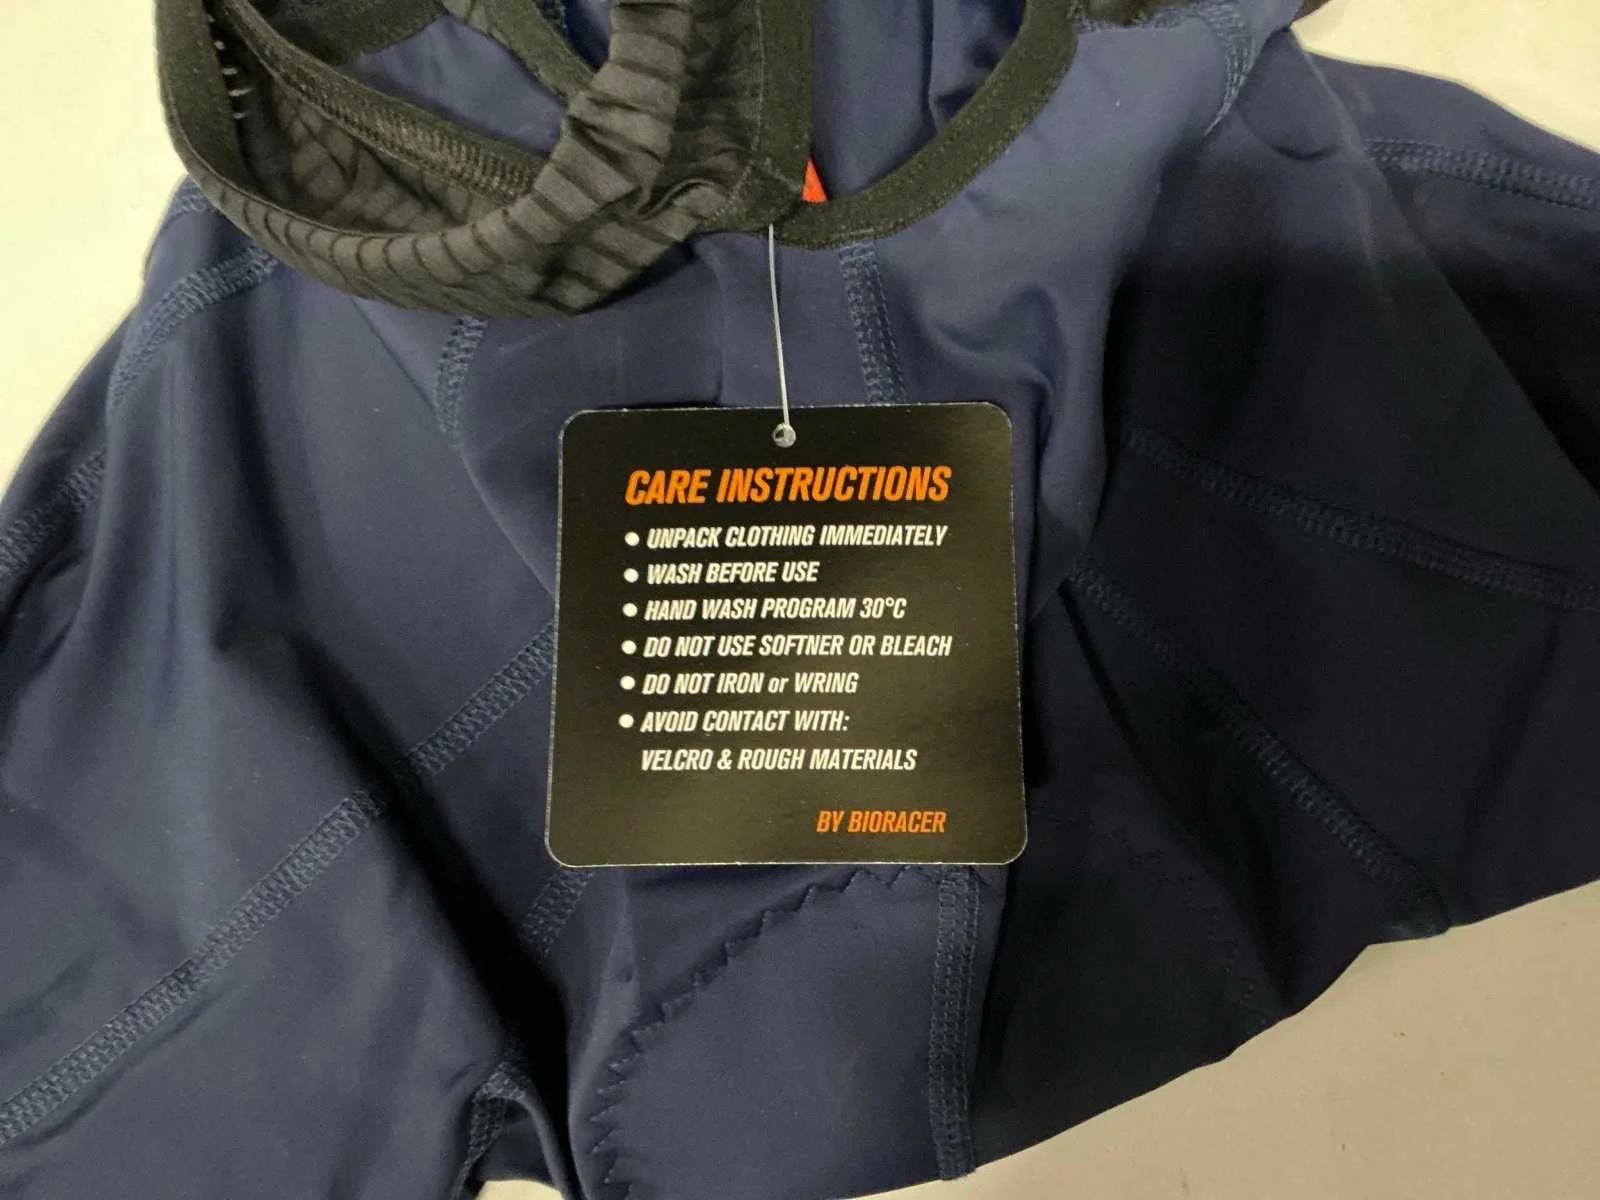 CARE INSTRUCTIONS
• UNPACK CLOTHING IMMEDIATELY
• WASH BEFORE USE
• HAND WASH PROGRAM 30°C
• DO NOT USE SOFTNER OR BLEACH
• DO NOT IRON or WRING
• AVOID CONTACT WITH:
VELCRO & ROUGH MATERIALS
BY BIORACER